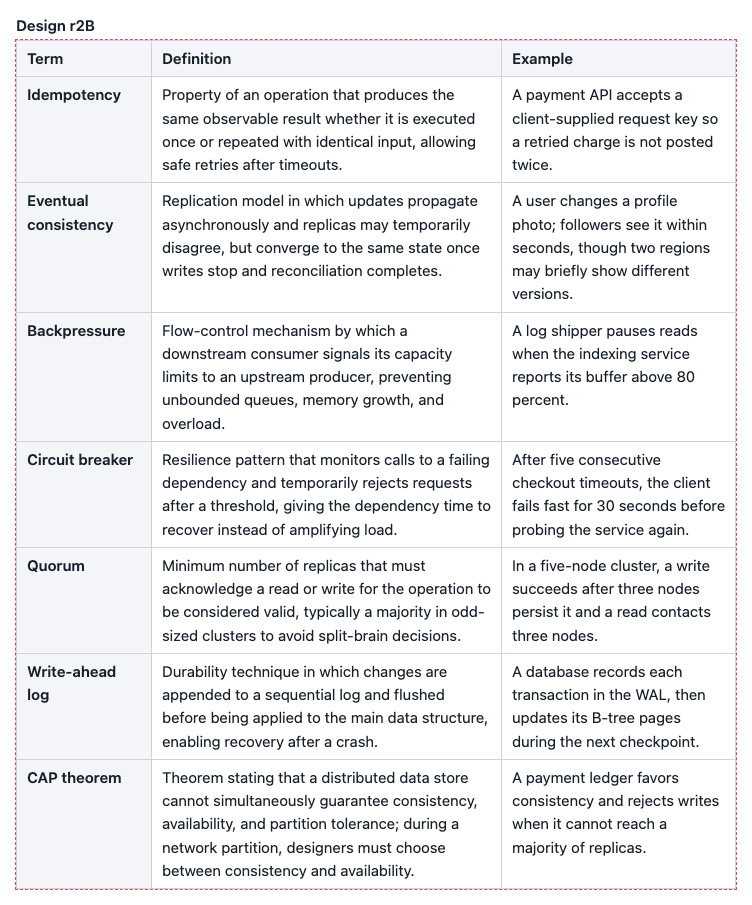 Design r2B
Term
Definition
Example
Idempotency
Property of an operation that produces the
same observable result whether it is executed
once or repeated with identical input, allowing
safe retries after timeouts.
A payment API accepts a
client-supplied request key so
a retried charge is not posted
twice.
Eventual
consistency
Replication model in which updates propagate
asynchronously and replicas may temporarily
disagree, but converge to the same state once
writes stop and reconciliation completes.
A user changes a profile
photo; followers see it within
seconds, though two regions
may briefly show different
versions.
Backpressure
Flow-control mechanism by which a
downstream consumer signals its capacity
limits to an upstream producer, preventing
unbounded queues, memory growth, and
overload.
A log shipper pauses reads
when the indexing service
reports its buffer above 80
percent.
Circuit breaker
Resilience pattern that monitors calls to a failing
dependency and temporarily rejects requests
after a threshold, giving the dependency time to
recover instead of amplifying load.
After five consecutive
checkout timeouts, the client
fails fast for 30 seconds before
probing the service again.
Quorum
Minimum number of replicas that must
acknowledge a read or write for the operation to
be considered valid, typically a majority in odd-
sized clusters to avoid split-brain decisions.
In a five-node cluster, a write
succeeds after three nodes
persist it and a read contacts
three nodes.
Write-ahead
log
Durability technique in which changes are
appended to a sequential log and flushed
before being applied to the main data structure,
enabling recovery after a crash.
A database records each
transaction in the WAL, then
updates its B-tree pages
during the next checkpoint.
CAP theorem
Theorem stating that a distributed data store
cannot simultaneously guarantee consistency,
availability, and partition tolerance; during a
network partition, designers must choose
between consistency and availability.
A payment ledger favors
consistency and rejects writes
when it cannot reach a
majority of replicas.